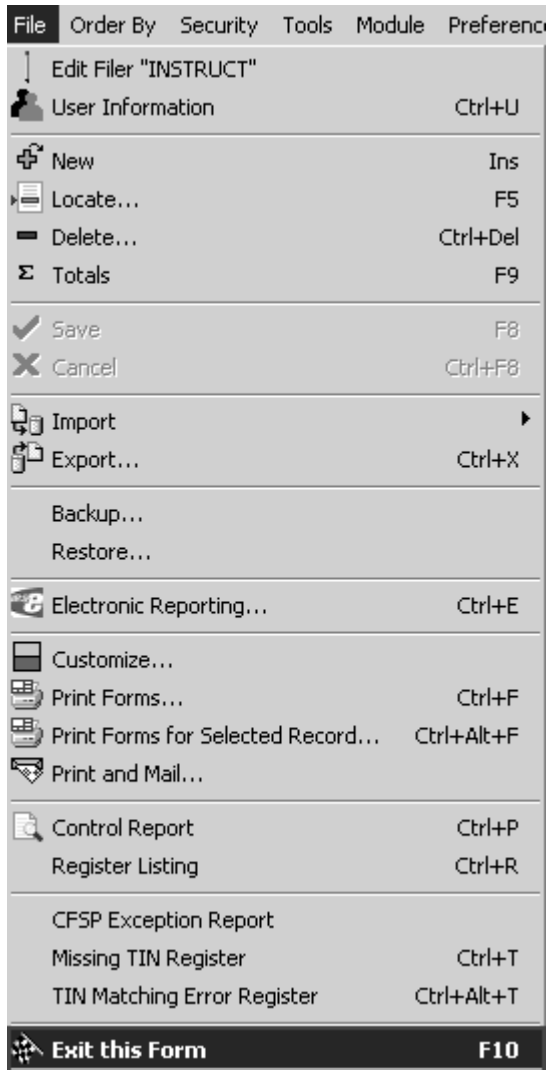 File Order By Security Tools Module Preferenc
Edit Filer "INSTRUCT"
User Information Ctrl+U
New Ins
Locate... F5
Delete... Ctrl+Del
Σ Totals F9
Save F8
Cancel Ctrl+F8
Import
Export... Ctrl+X
Backup...
Restore...
Electronic Reporting... Ctrl+E
Customize...
Print Forms... Ctrl+F
Print Forms for Selected Record... Ctrl+Alt+F
Print and Mail...
Control Report Ctrl+P
Register Listing Ctrl+R
CFSP Exception Report
Missing TIN Register Ctrl+T
TIN Matching Error Register Ctrl+Alt+T
Exit this Form F10